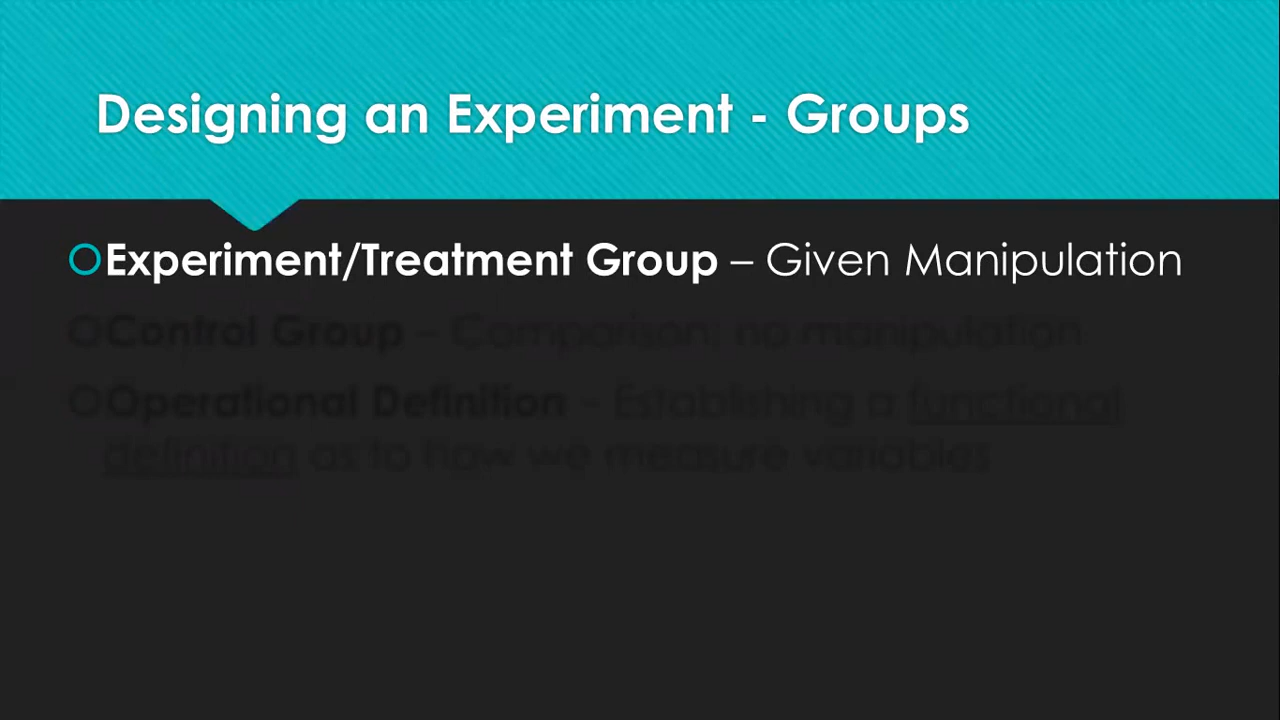 Designing an Experiment - Groups
Experiment/Treatment Group – Given Manipulation
Control Group – Comparison; no manipulation
Operational Definition – Establishing a functional
definition as to how we measure variables